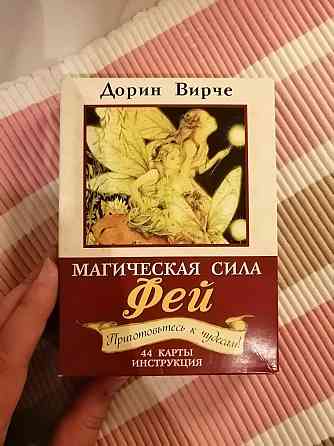 Дорин Вирче
МАГИЧЕСКАЯ СИЛА
Фей
Приготовьтесь к чудесам!
44 КАРТЫ
ИНСТРУКЦИЯ